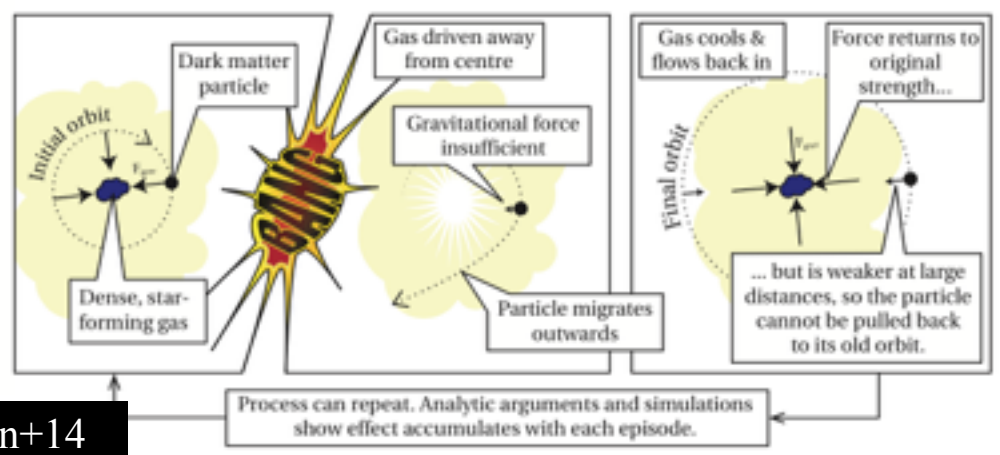 Initial orbit
Dark matter
particle
Dense, star-
forming gas
BANG
Gas driven away
from centre
Gravitational force
insufficient
Particle migrates
outwards
Gas cools &
flows back in
Force returns to
original
strength...
Final orbit
... but is weaker at large
distances, so the particle
cannot be pulled back
to its old orbit.
Process can repeat. Analytic arguments and simulations
show effect accumulates with each episode.
n+14